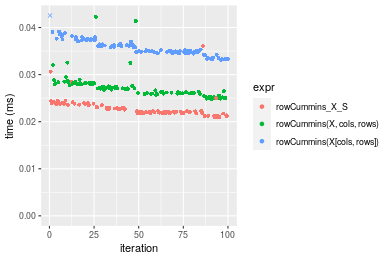 0.04
0.03
0.02
0.01
0.00
time (ms)
0
25
50
75
100
iteration
expr
rowCummins_X_S
rowCummins(X, cols, rows)
rowCummins(X[cols, rows])